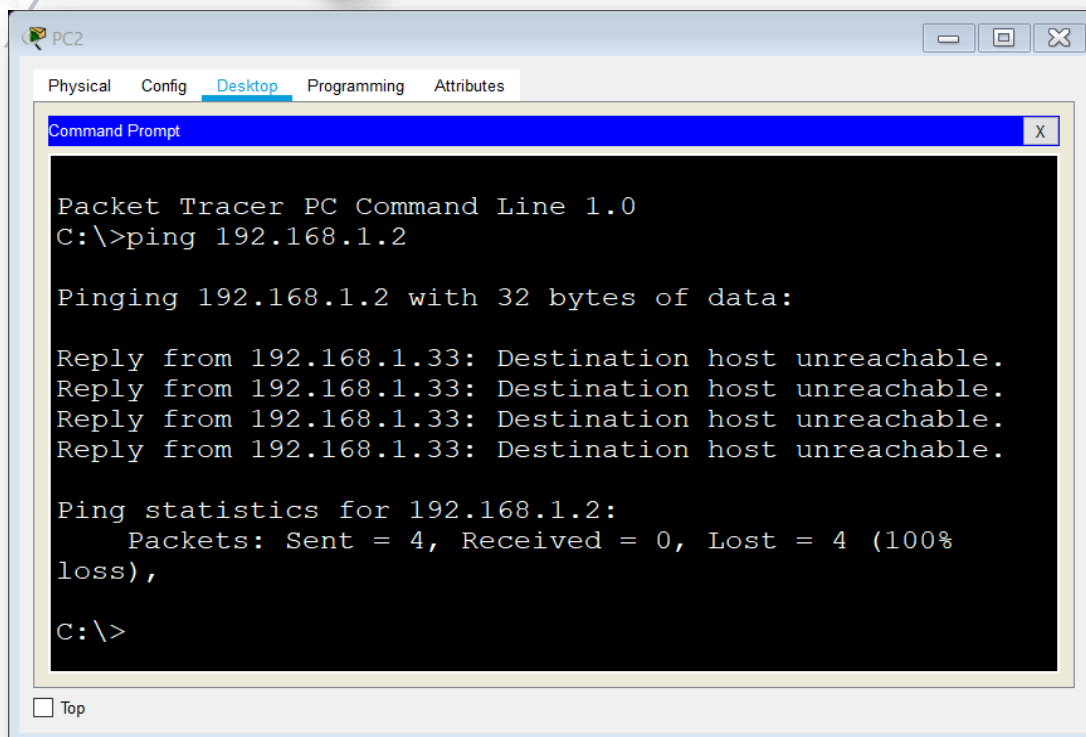 PC2
Physical Config Desktop Programming Attributes
Command Prompt X
Packet Tracer PC Command Line 1.0
C:\>ping 192.168.1.2
Pinging 192.168.1.2 with 32 bytes of data:
Reply from 192.168.1.33: Destination host unreachable.
Reply from 192.168.1.33: Destination host unreachable.
Reply from 192.168.1.33: Destination host unreachable.
Reply from 192.168.1.33: Destination host unreachable.
Ping statistics for 192.168.1.2:
Packets: Sent = 4, Received = 0, Lost = 4 (100%
loss),
C:\>
Top